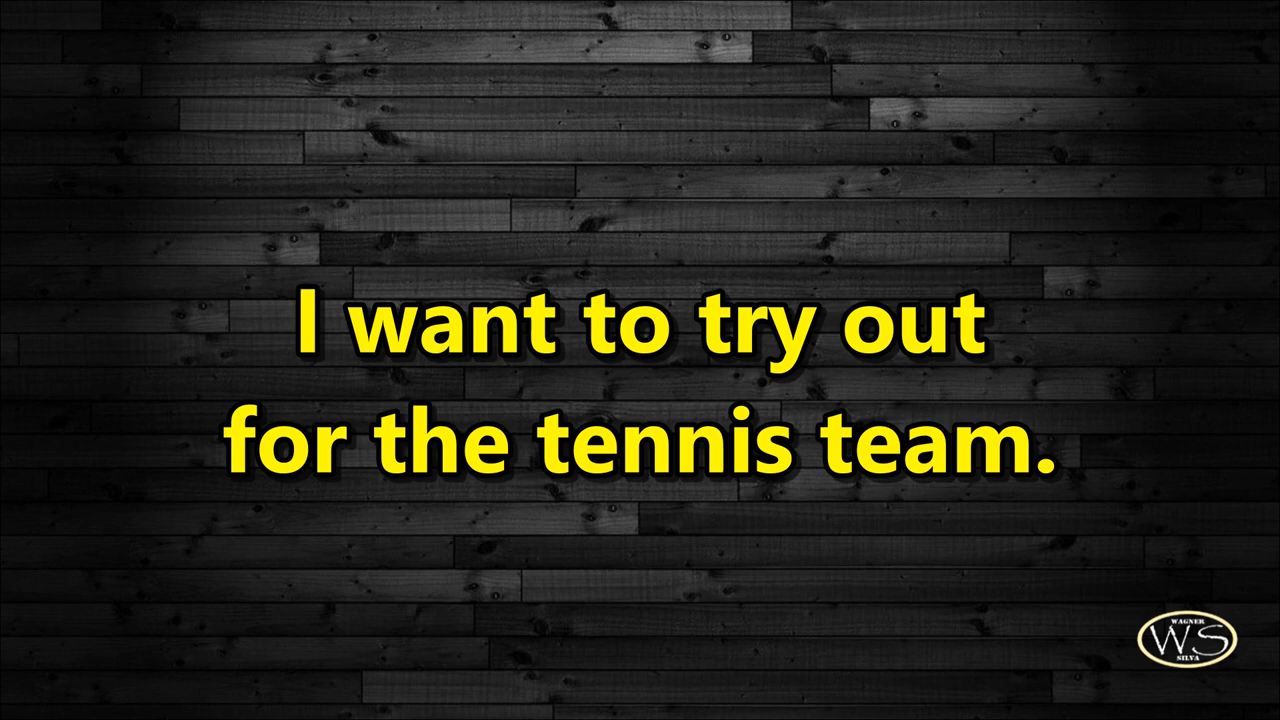 I want to try out
for the tennis team.
WAGNER
WS
SILVA